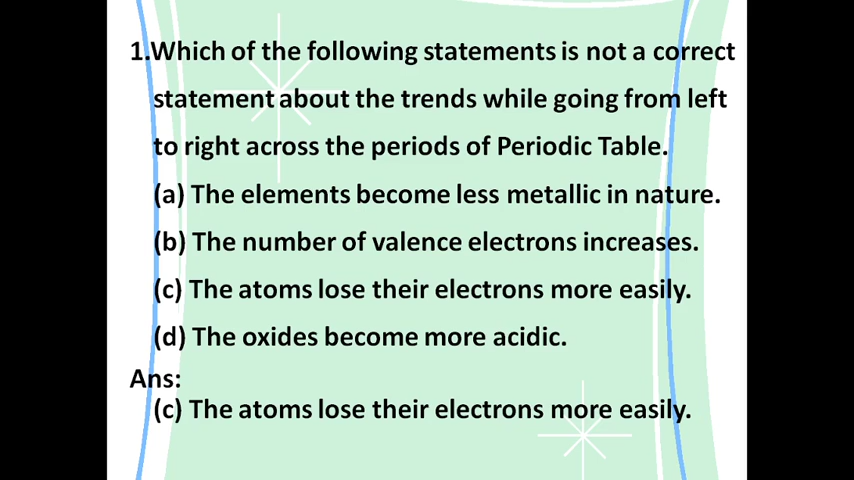 1.Which of the following statements is not a correct
statement about the trends while going from left
to right across the periods of Periodic Table.
(a) The elements become less metallic in nature.
(b) The number of valence electrons increases.
(c) The atoms lose their electrons more easily.
(d) The oxides become more acidic.
Ans:
(c) The atoms lose their electrons more easily.